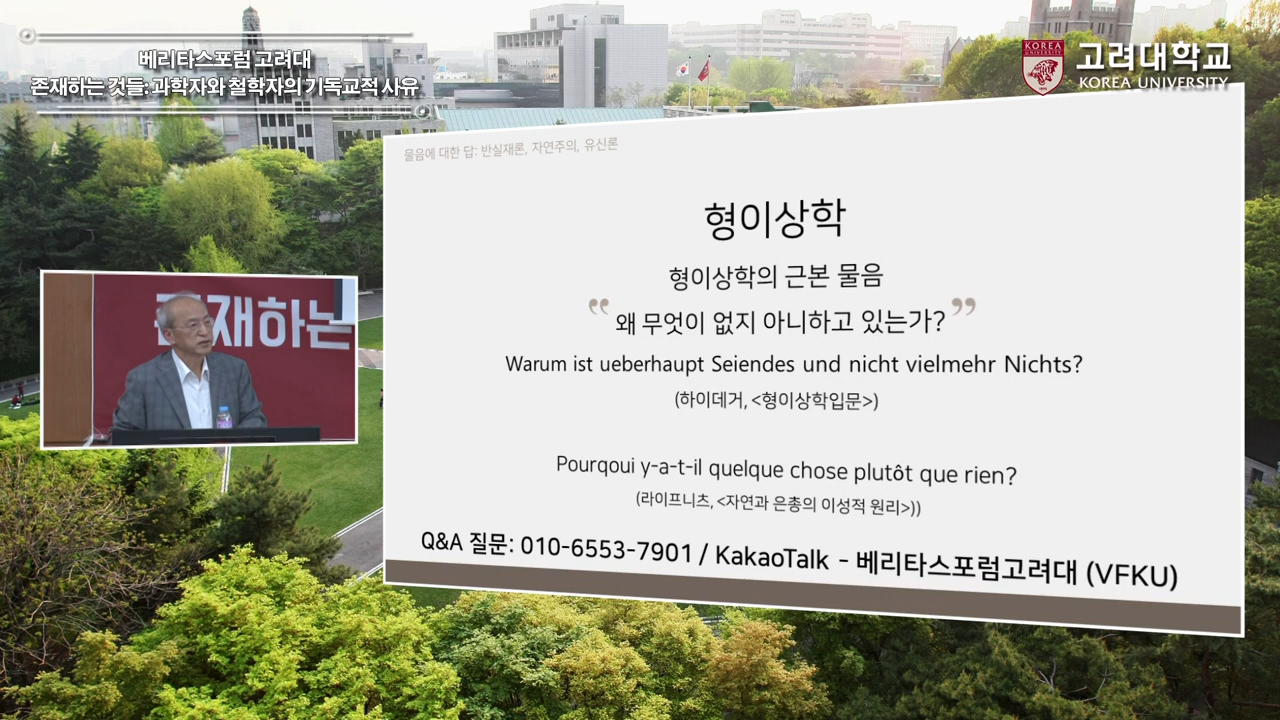 베리타스포럼 고려대
존재하는 것들: 과학자와 철학자의 기독교적 사유
KOREA
UNIVERSITY
고려대학교
KOREA UNIVERSITY
물음에 대한 답: 반실재론, 자연주의, 유신론
형이상학
형이상학의 근본 물음
“ 왜 무엇이 없지 아니하고 있는가? ”
Warum ist ueberhaupt Seiendes und nicht vielmehr Nichts?
(하이데거, <형이상학입문>)
Pourqoui y-a-t-il quelque chose plutôt que rien?
(라이프니츠, <자연과 은총의 이성적 원리>))
Q&A 질문: 010-6553-7901 / KakaoTalk - 베리타스포럼고려대 (VFKU)
재하는